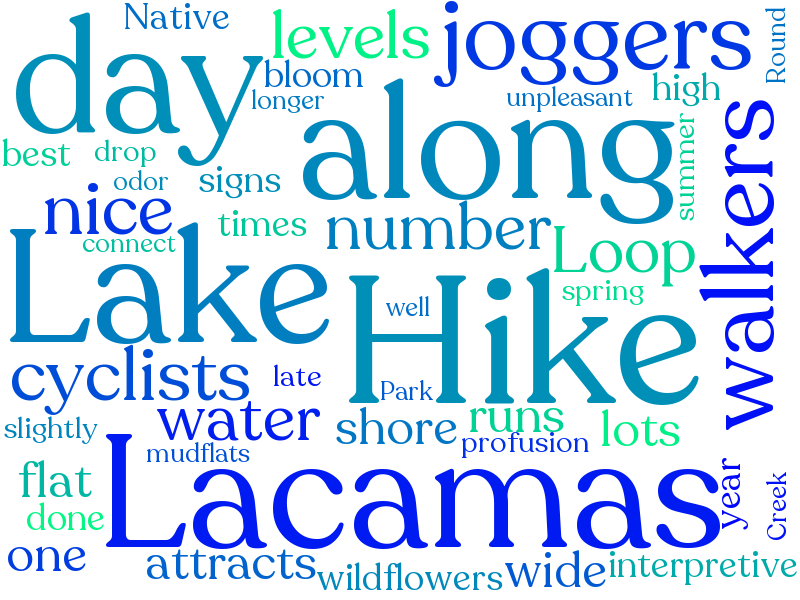 Native
levels
joggers
Round
day
bloom
longer
unpleasant
high
along
walkers
summer
best
drop
odor
signs
nice
times
number
connect
Loop
Lake
spring
Hike
well
cyclists
late
Park
water
shore
runs
lots
slightly
mudflats
profusion
Lacamas
flat
year
Creek
done
one
attracts
wildflowers
wide
interpretive